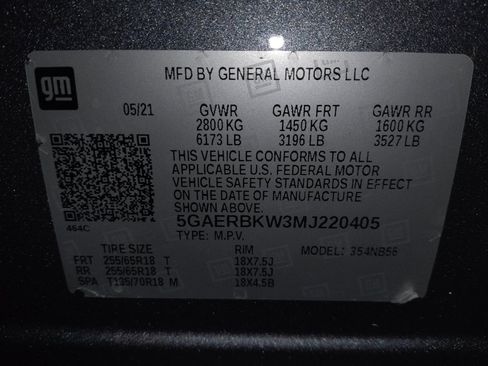 gm
MFD BY GENERAL MOTORS LLC
05/21 GVWR GAWR FRT GAWR RR
2800 KG 1450 KG 1600 KG
6173 LB 3196 LB 3527 LB
THIS VEHICLE CONFORMS TO ALL
APPLICABLE U.S. FEDERAL MOTOR
VEHICLE SAFETY STANDARDS IN EFFECT
ON THE DATE OF MANUFACTURE
SHOWN ABOVE.
464C
5GAERBKW3MJ220405
TYPE: M.P.V.
TIRE SIZE RIM MODEL: 354NB56
FRT 255/65R18 T 18X7.5J
RR 255/65R18 T 18X7.5J
SPA T135/70R18 M 18X4.5B